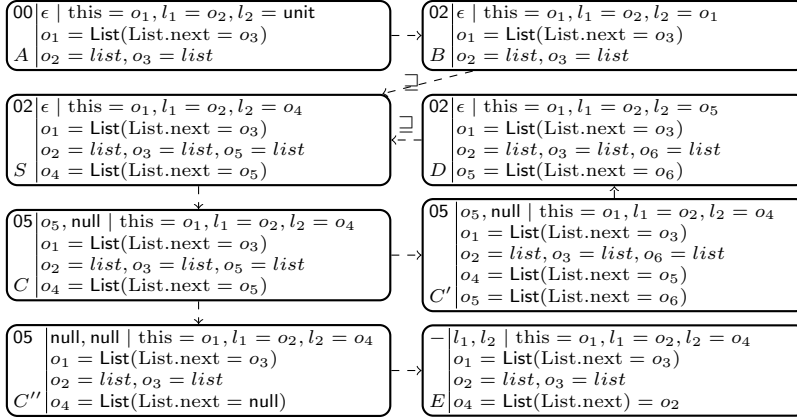 00 ϵ | this = o₁, l₁ = o₂, l₂ = unit
o₁ = List(List.next = o₃)
A o₂ = list, o₃ = list
02 ϵ | this = o₁, l₁ = o₂, l₂ = o₁
o₁ = List(List.next = o₃)
B o₂ = list, o₃ = list
⊒
02 ϵ | this = o₁, l₁ = o₂, l₂ = o₄
o₁ = List(List.next = o₃)
o₂ = list, o₃ = list, o₅ = list
S o₄ = List(List.next = o₅)
⊒
02 ϵ | this = o₁, l₁ = o₂, l₂ = o₅
o₁ = List(List.next = o₃)
o₂ = list, o₃ = list, o₆ = list
D o₅ = List(List.next = o₆)
05 o₅, null | this = o₁, l₁ = o₂, l₂ = o₄
o₁ = List(List.next = o₃)
o₂ = list, o₃ = list, o₅ = list
C o₄ = List(List.next = o₅)
05 o₅, null | this = o₁, l₁ = o₂, l₂ = o₄
o₁ = List(List.next = o₃)
o₂ = list, o₃ = list, o₆ = list
o₄ = List(List.next = o₅)
C′ o₅ = List(List.next = o₆)
05 null, null | this = o₁, l₁ = o₂, l₂ = o₄
o₁ = List(List.next = o₃)
o₂ = list, o₃ = list
C′′ o₄ = List(List.next = null)
− l₁, l₂ | this = o₁, l₁ = o₂, l₂ = o₄
o₁ = List(List.next = o₃)
o₂ = list, o₃ = list
E o₄ = List(List.next) = o₂